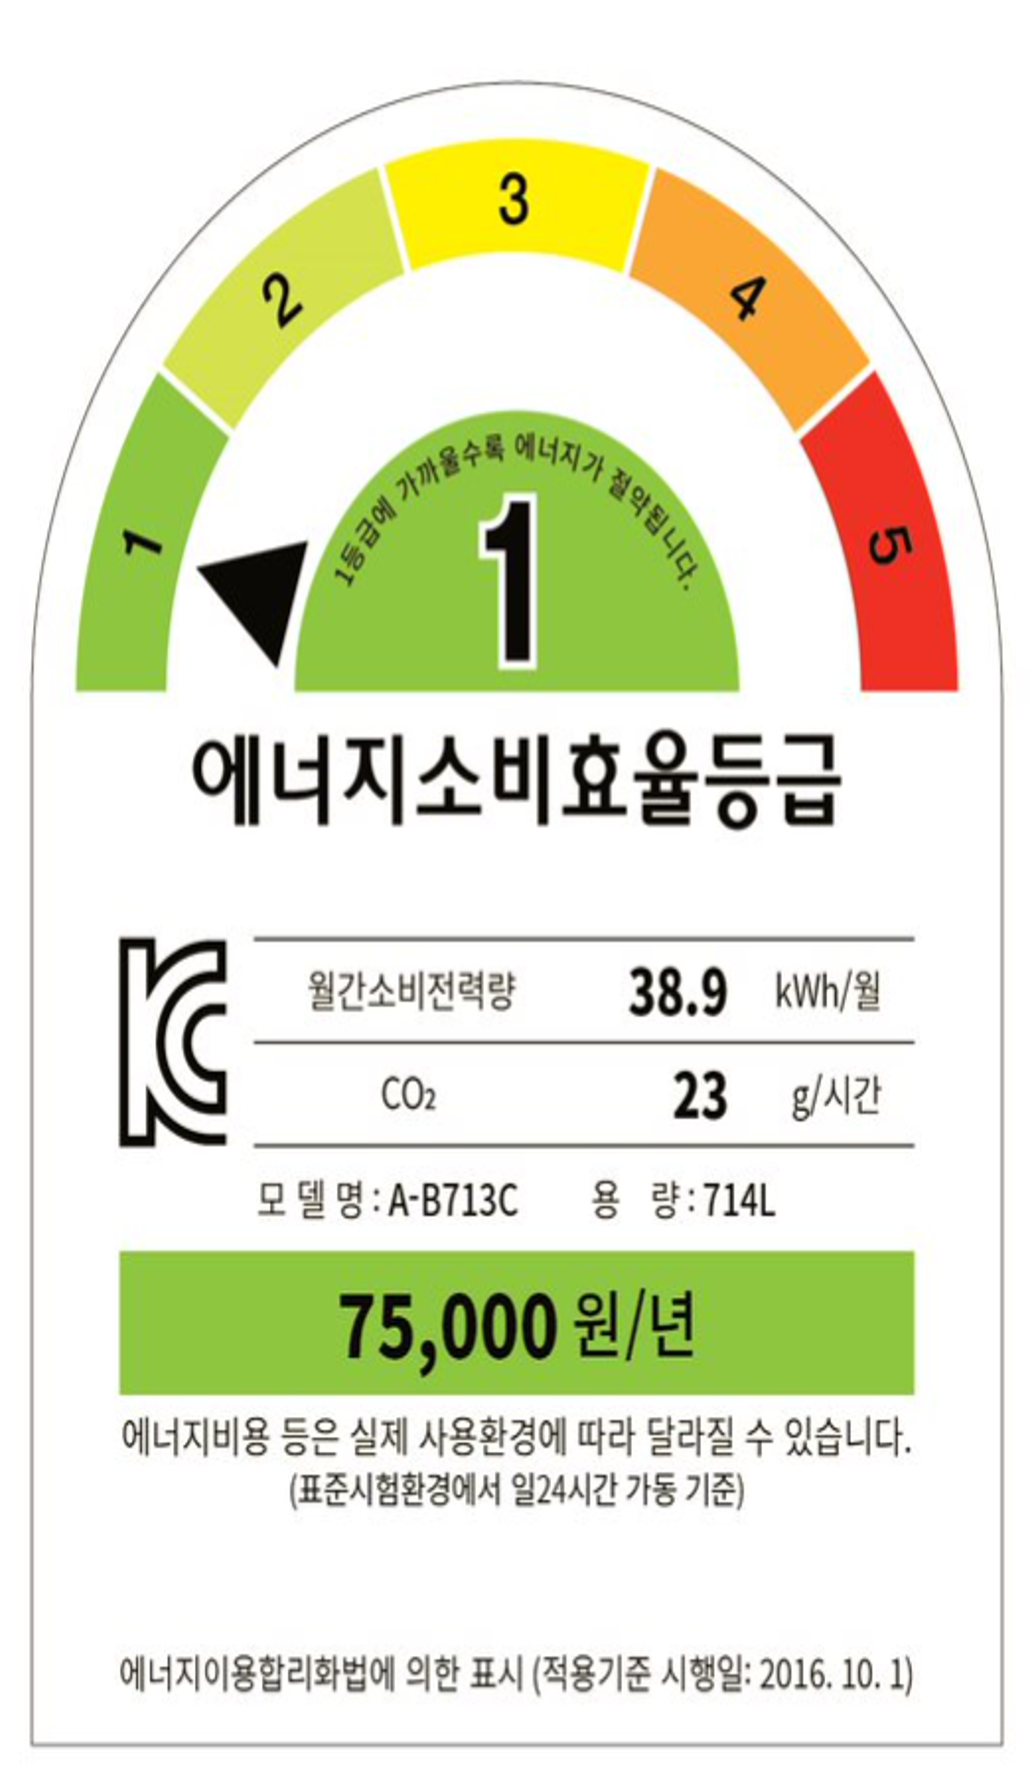 3
2
4
1
5
1등급에 가까울수록 에너지가 절약됩니다.
1
에너지소비효율등급
KC
월간소비전력량 38.9 kWh/월
CO₂ 23 g/시간
모 델 명 : A-B713C 용 량 : 714L
75,000 원/년
에너지비용 등은 실제 사용환경에 따라 달라질 수 있습니다.
(표준시험환경에서 일24시간 가동 기준)
에너지이용합리화법에 의한 표시 (적용기준 시행일: 2016. 10. 1)